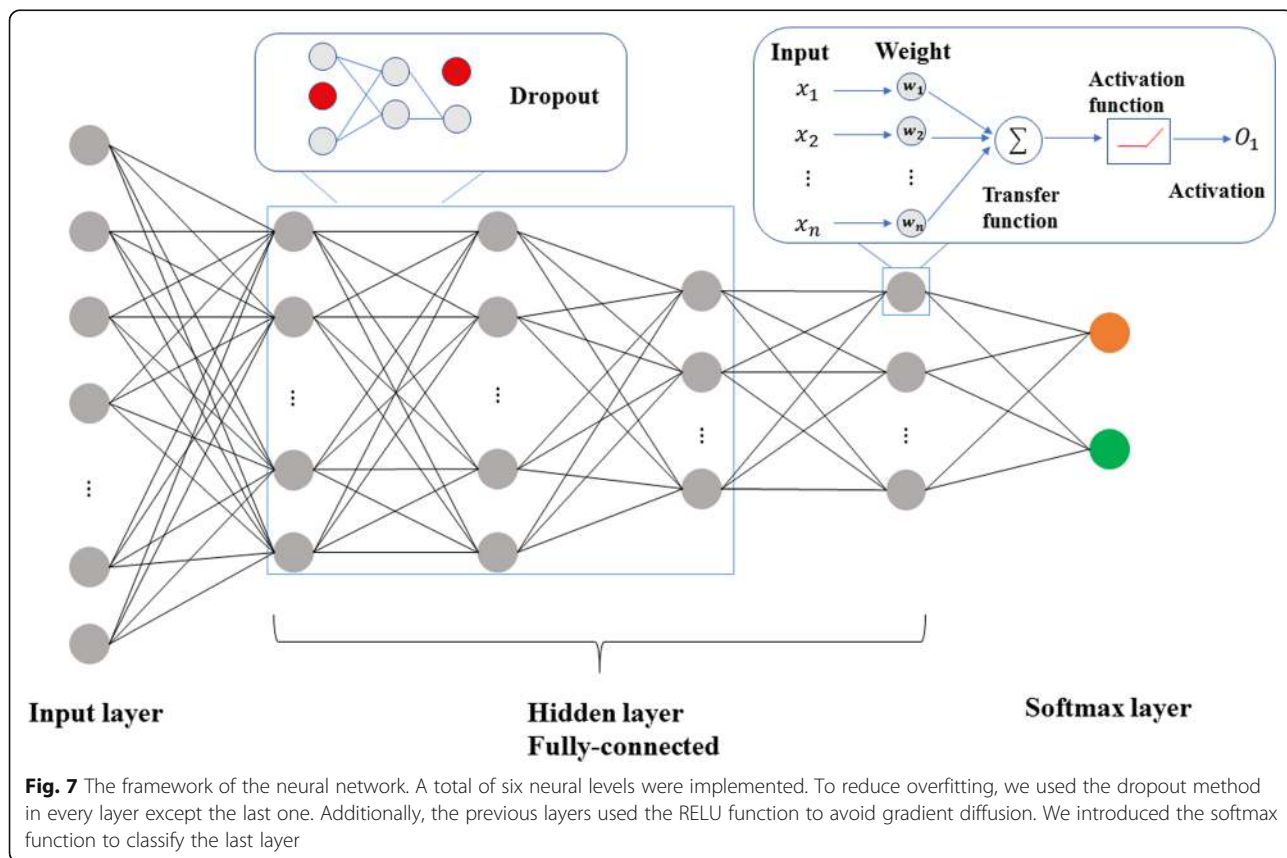 Dropout
Input Weight
Activation
function
x₁ w₁
x₂ w₂
∑ O₁
⋮ ⋮
Transfer
function
Activation
xₙ wₙ
⋮ ⋮ ⋮ ⋮ ⋮
Input layer
Hidden layer
Fully-connected
Softmax layer
Fig. 7 The framework of the neural network. A total of six neural levels were implemented. To reduce overfitting, we used the dropout method
in every layer except the last one. Additionally, the previous layers used the RELU function to avoid gradient diffusion. We introduced the softmax
function to classify the last layer